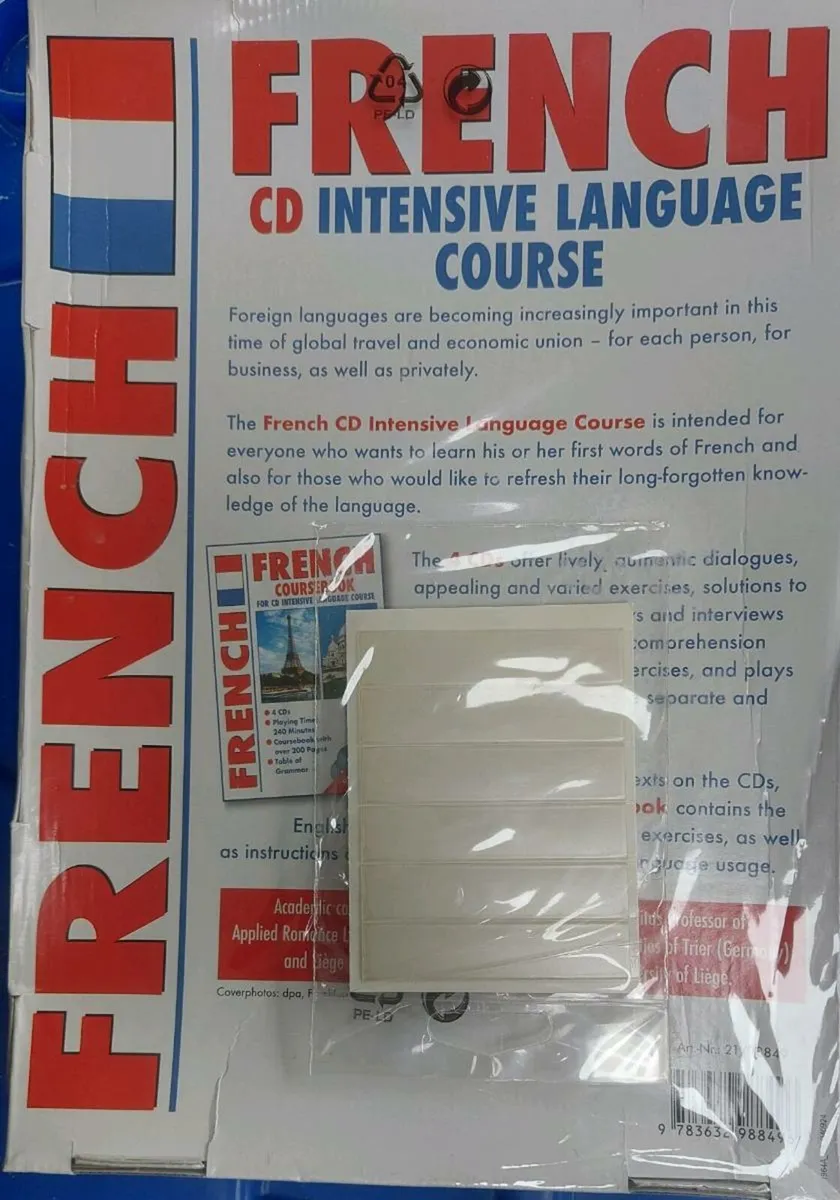 FRENCH
FRENCH
04
PE-LD
CD INTENSIVE LANGUAGE
COURSE
Foreign languages are becoming increasingly important in this
time of global travel and economic union – for each person, for
business, as well as privately.
The French CD Intensive Language Course is intended for
everyone who wants to learn his or her first words of French and
also for those who would like to refresh their long-forgotten know-
ledge of the language.
FRENCH
COURSEBOOK
FOR CD INTENSIVE LANGUAGE COURSE
FRENCH
4 CDs
Playing Time
240 Minutes
Coursebook with
over 200 Pages
Table of
Grammar
The 4 CDs offer lively, authentic dialogues,
appealing and varied exercises, solutions to
and interviews
comprehension
and plays
separate and
on the CDs,
contains the
exercises, as well
language usage.
English
as instructions
Academic
Applied Romance
and Liège
Professor of
of Trier (Germany)
of Liège.
Coverphotos: dpa,
PE-LD
Art.-Nr.:
9 783632 98849